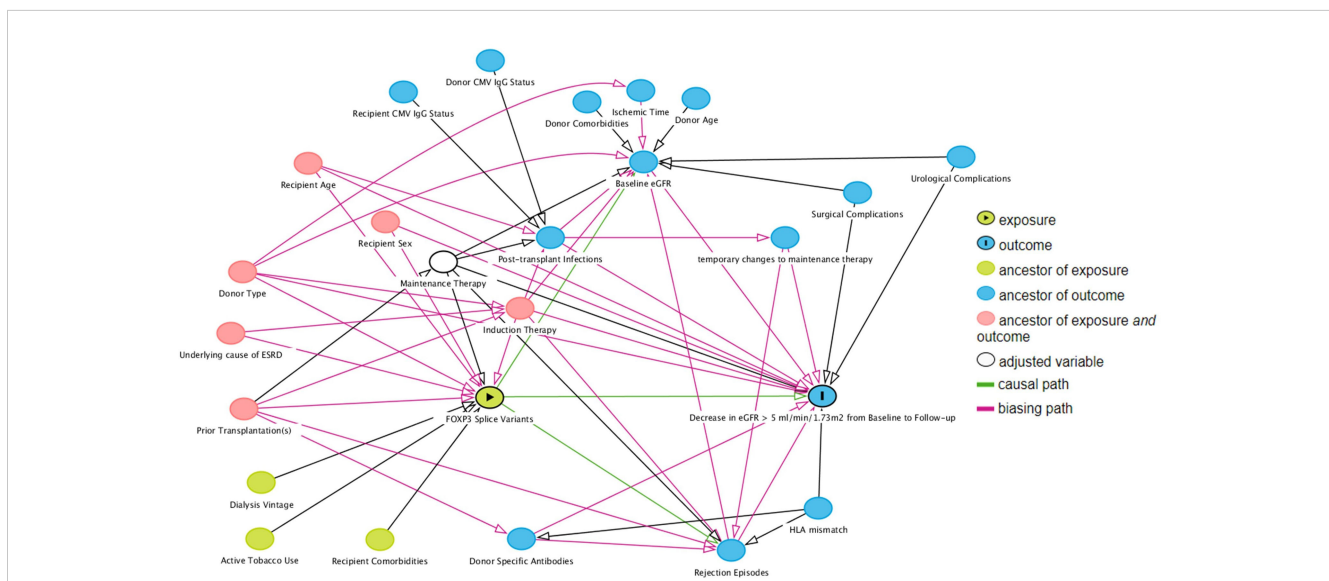 Donor CMV IgG Status
Recipient CMV IgG Status
Ischemic Time
Donor Comorbidities
Donor Age
Recipient Age
Baseline eGFR
Urological Complications
Surgical Complications
Recipient Sex
Post-transplant Infections
temporary changes to maintenance therapy
Maintenance Therapy
Donor Type
Induction Therapy
Underlying cause of ESRD
FOXP3 Splice Variants
Decrease in eGFR > 5 ml/min/1.73m2 from Baseline to Follow-up
Prior Transplantation(s)
Dialysis Vintage
HLA mismatch
Active Tobacco Use
Recipient Comorbidities
Donor Specific Antibodies
Rejection Episodes
exposure
outcome
ancestor of exposure
ancestor of outcome
ancestor of exposure and
outcome
adjusted variable
causal path
biasing path